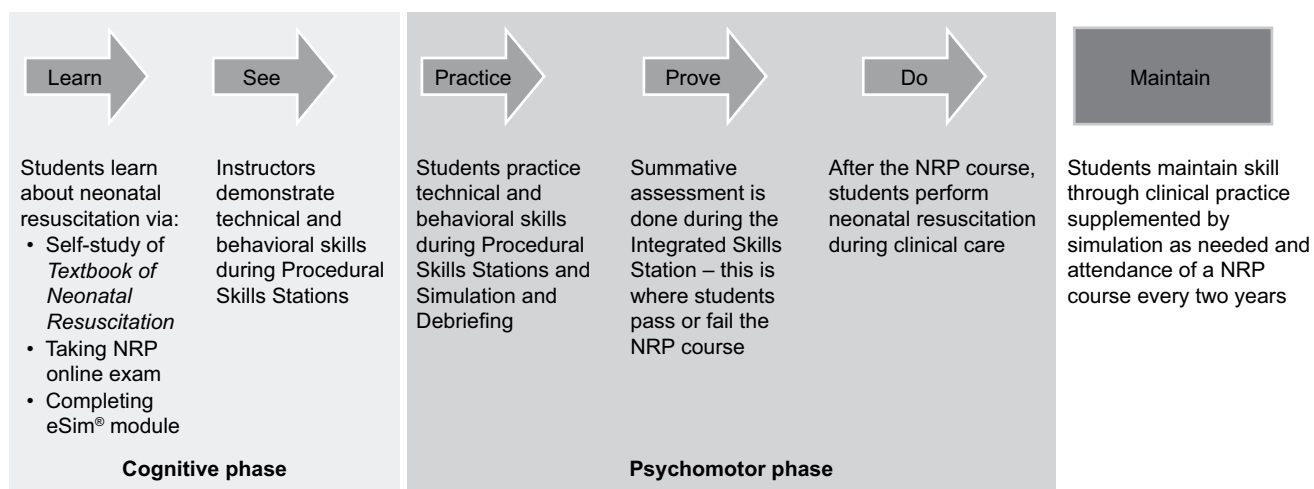 Learn
See
Practice
Prove
Do
Maintain
Students learn
about neonatal
resuscitation via:
• Self-study of
Textbook of
Neonatal
Resuscitation
• Taking NRP
online exam
• Completing
eSim® module
Instructors
demonstrate
technical and
behavioral skills
during Procedural
Skills Stations
Students practice
technical and
behavioral skills
during Procedural
Skills Stations and
Simulation and
Debriefing
Summative
assessment is
done during the
Integrated Skills
Station – this is
where students
pass or fail the
NRP course
After the NRP course,
students perform
neonatal resuscitation
during clinical care
Students maintain skill
through clinical practice
supplemented by
simulation as needed and
attendance of a NRP
course every two years
Cognitive phase
Psychomotor phase